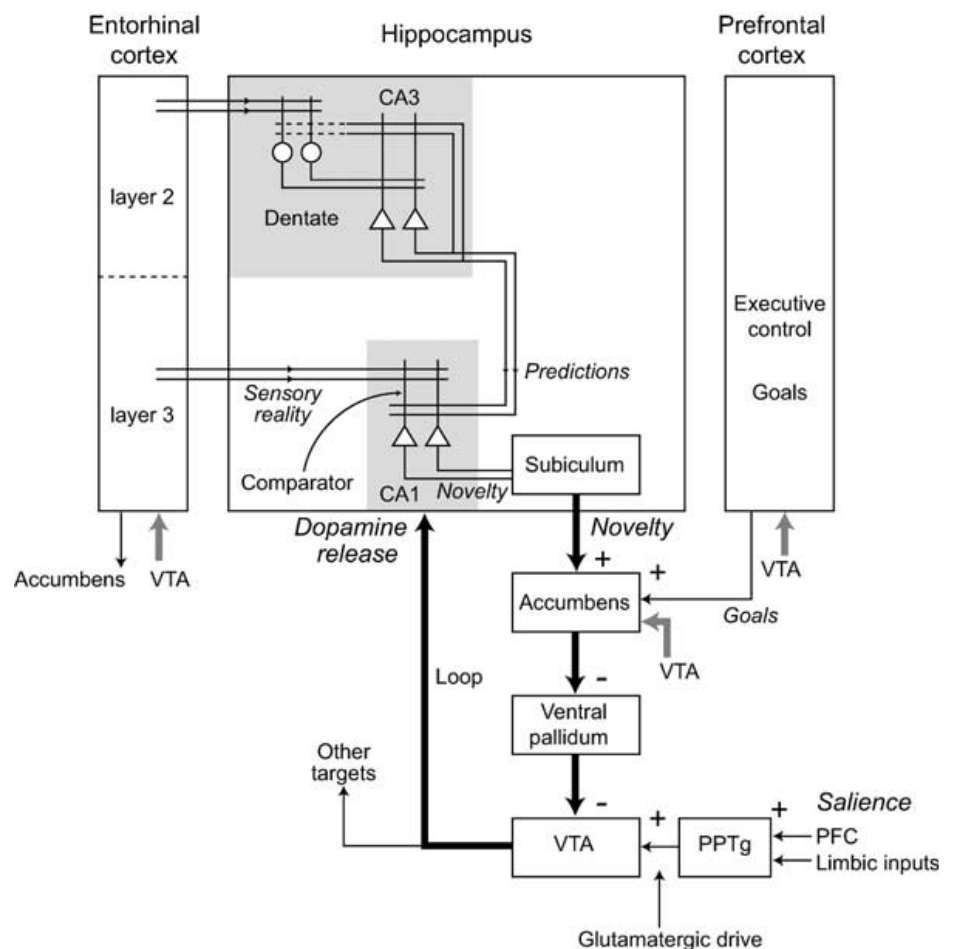 Entorhinal
cortex
Hippocampus
Prefrontal
cortex
CA3
layer 2
Dentate
Executive
control
Goals
Predictions
Sensory
reality
layer 3
Comparator
CA1
Novelty
Subiculum
Dopamine
release
Novelty
Accumbens
VTA
VTA
+
+
Accumbens
Goals
VTA
Loop
-
Ventral
pallidum
Other
targets
-
+
+
Salience
VTA
PPTg
PFC
Limbic inputs
Glutamatergic drive